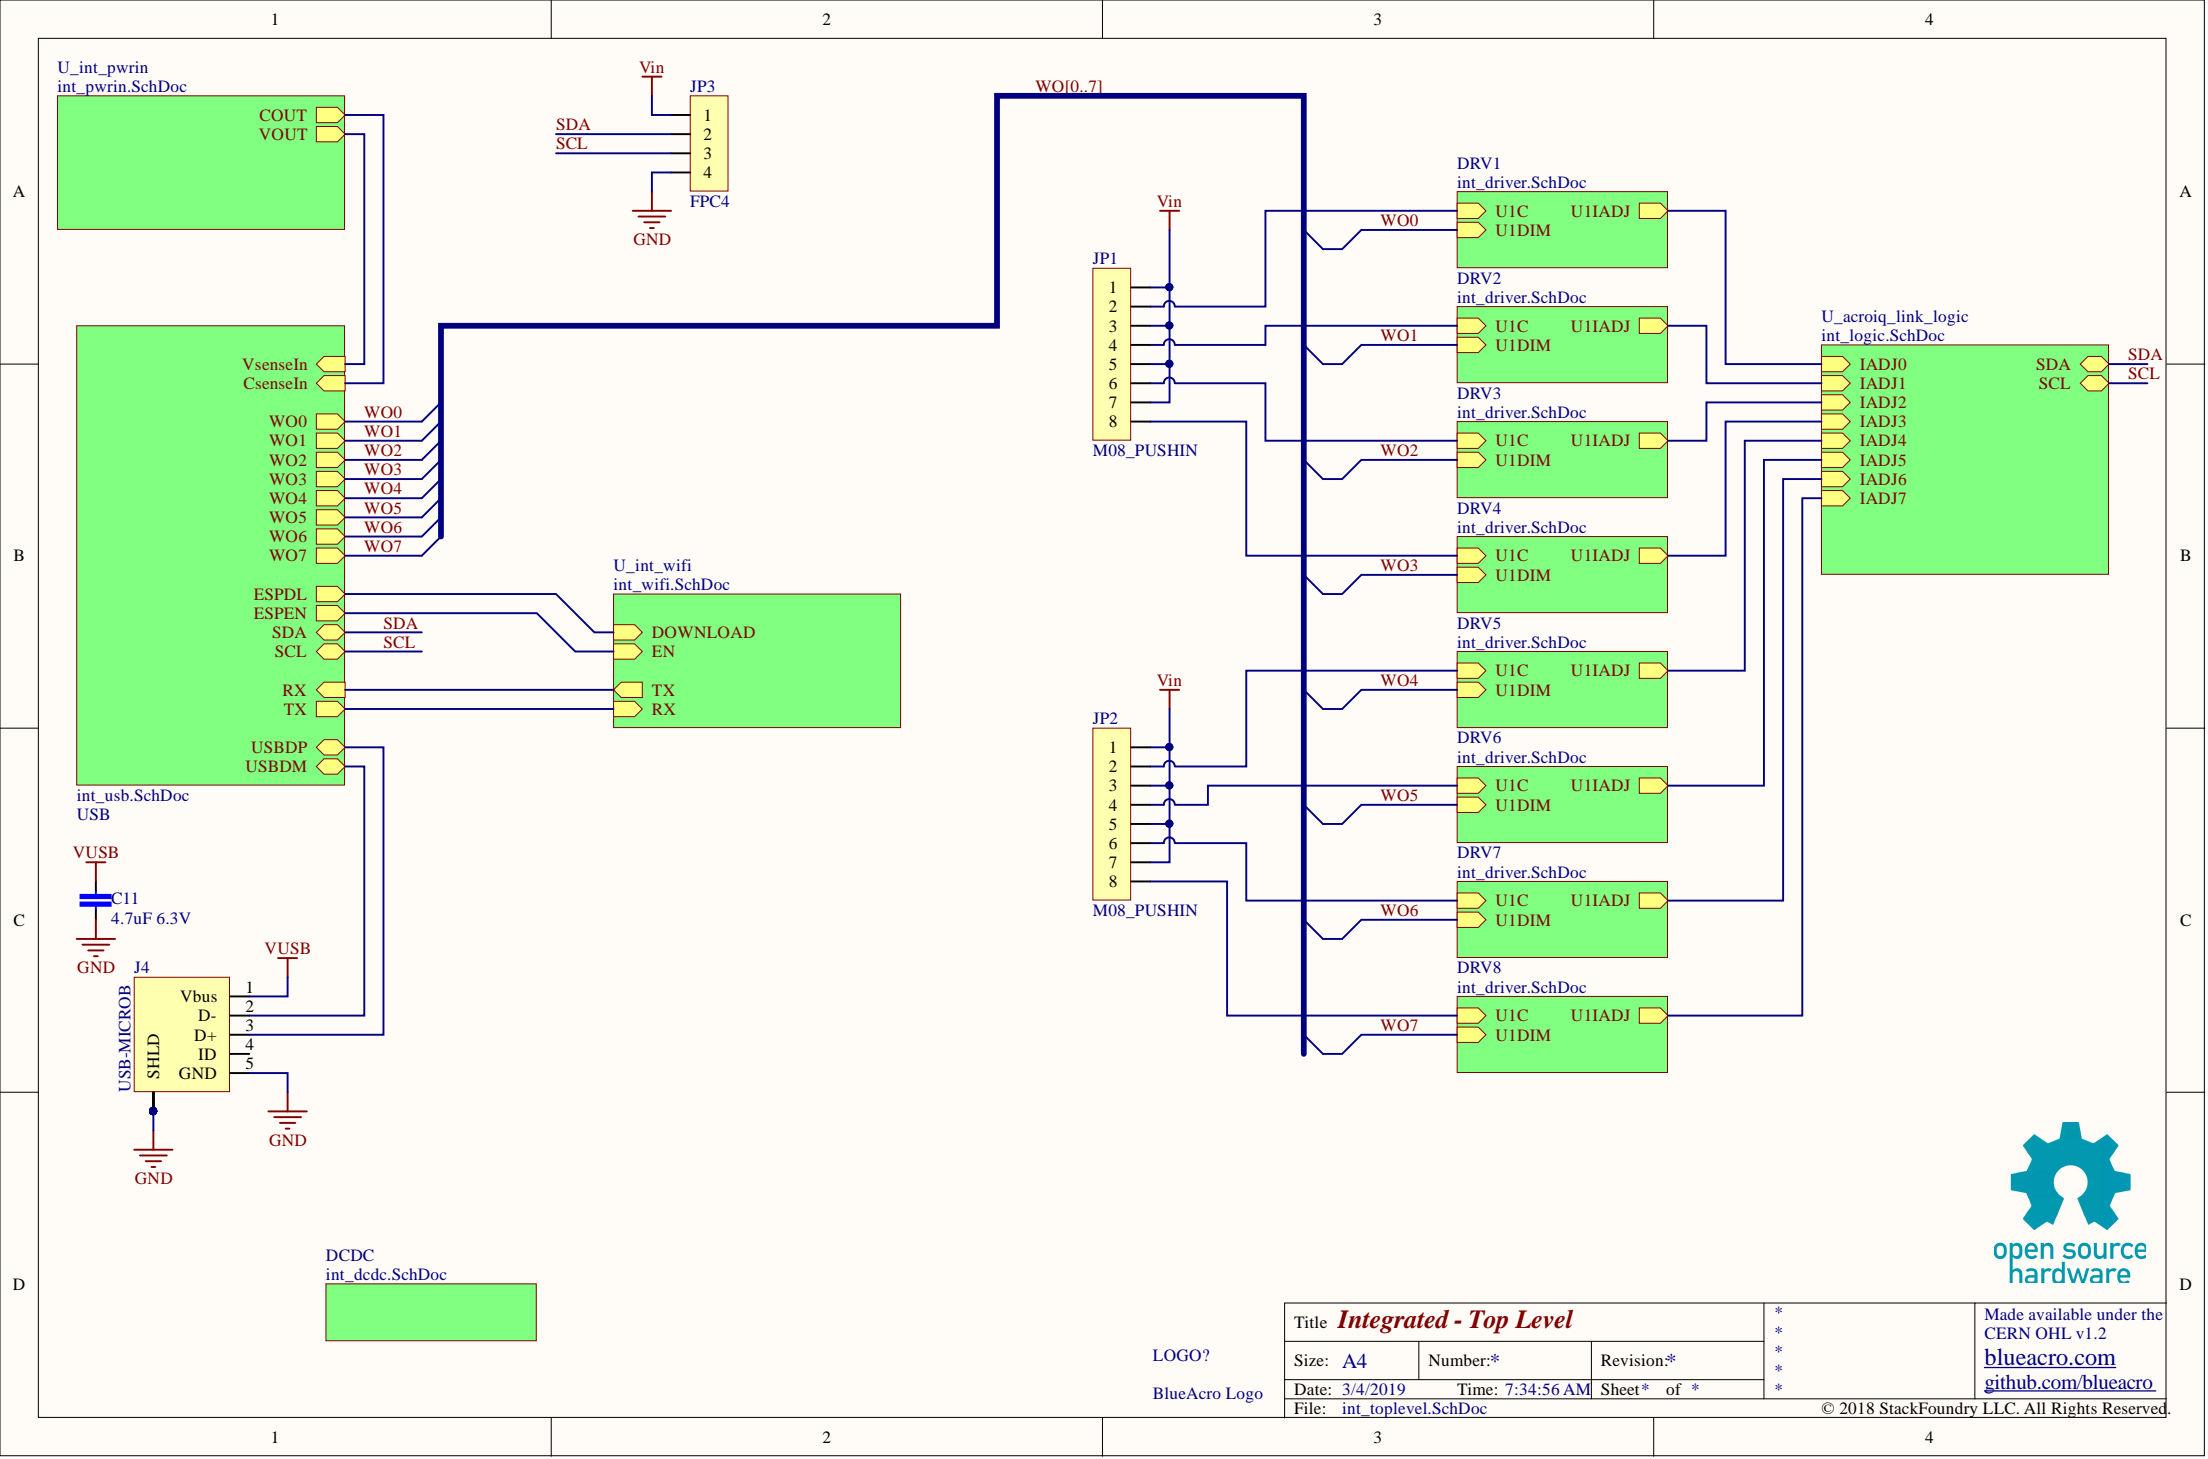 1 2 3 4
A A
B B
C C
D D
1 2 3 4
U_int_pwrin
int_pwrin.SchDoc
COUT
VOUT
Vin
JP3
SDA
SCL
1
2
3
4
FPC4
GND
WO[0..7]
VsenseIn
CsenseIn
WO0 WO0
WO1 WO1
WO2 WO2
WO3 WO3
WO4 WO4
WO5 WO5
WO6 WO6
WO7 WO7
ESPDL
ESPEN
SDA SDA
SCL SCL
RX
TX
USBDP
USBDM
int_usb.SchDoc
USB
U_int_wifi
int_wifi.SchDoc
DOWNLOAD
EN
TX
RX
VUSB
C11
4.7uF 6.3V
GND
J4
USB-MICROB
SHLD
VUSB
Vbus 1
D- 2
D+ 3
ID 4
GND 5
GND
GND
DCDC
int_dcdc.SchDoc
Vin
JP1
1
2
3
4
5
6
7
8
M08_PUSHIN
Vin
JP2
1
2
3
4
5
6
7
8
M08_PUSHIN
DRV1
int_driver.SchDoc
U1C U1IADJ
WO0 U1DIM
DRV2
int_driver.SchDoc
U1C U1IADJ
WO1 U1DIM
DRV3
int_driver.SchDoc
U1C U1IADJ
WO2 U1DIM
DRV4
int_driver.SchDoc
U1C U1IADJ
WO3 U1DIM
DRV5
int_driver.SchDoc
U1C U1IADJ
WO4 U1DIM
DRV6
int_driver.SchDoc
U1C U1IADJ
WO5 U1DIM
DRV7
int_driver.SchDoc
U1C U1IADJ
WO6 U1DIM
DRV8
int_driver.SchDoc
U1C U1IADJ
WO7 U1DIM
U_acroiq_link_logic
int_logic.SchDoc
IADJ0 SDA SDA
IADJ1 SCL SCL
IADJ2
IADJ3
IADJ4
IADJ5
IADJ6
IADJ7
open source
hardware
LOGO?
BlueAcro Logo
Title Integrated - Top Level
Size: A4 Number:* Revision:*
Date: 3/4/2019 Time: 7:34:56 AM Sheet* of *
File: int_toplevel.SchDoc
*
*
*
*
*
Made available under the
CERN OHL v1.2
blueacro.com
github.com/blueacro
© 2018 StackFoundry LLC. All Rights Reserved.